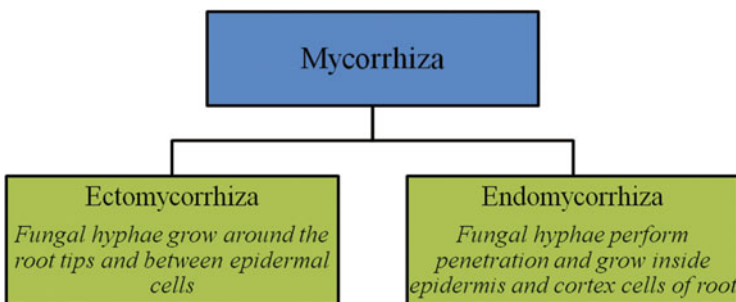 Mycorrhiza
Ectomycorrhiza
Fungal hyphae grow around the
root tips and between epidermal
cells
Endomycorrhiza
Fungal hyphae perform
penetration and grow inside
epidermis and cortex cells of root